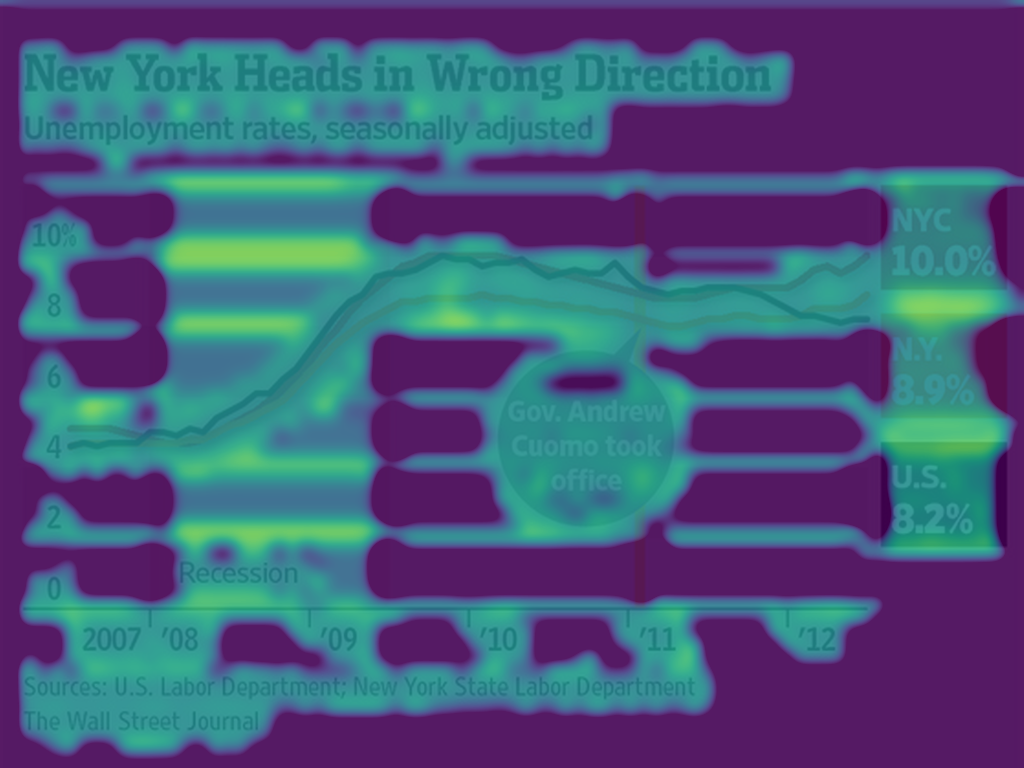 New York Heads in Wrong Direction
Unemployment rates, seasonally adjusted
10%
8
6
4
2
0
NYC
10.0%
N.Y.
8.9%
U.S.
8.2%
Gov. Andrew
Cuomo took
office
Recession
2007 '08 '09 '10 '11 '12
Sources: U.S. Labor Department; New York State Labor Department
The Wall Street Journal